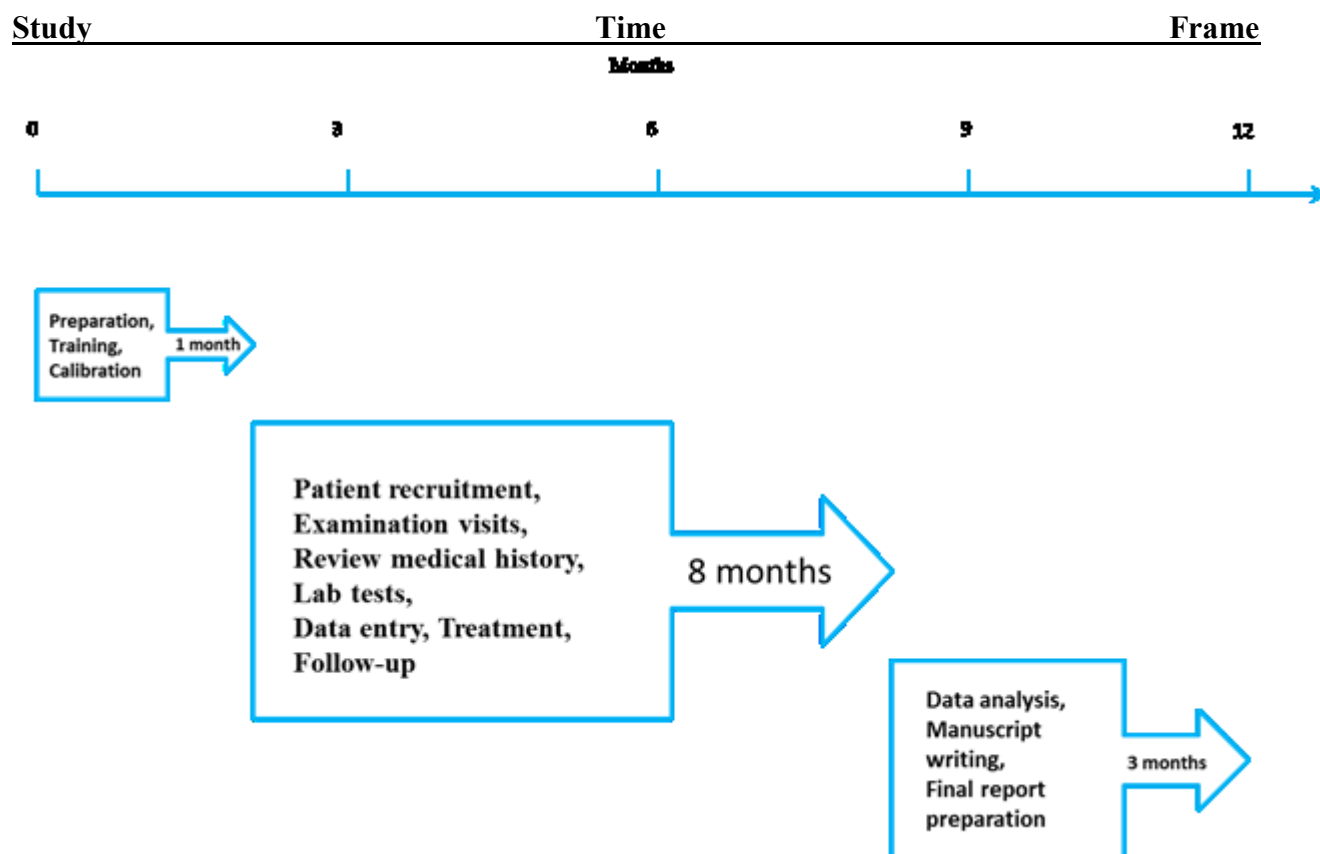 Study Time Frame
Months
0 3 6 9 12
Preparation,
Training,
Calibration
1 month
Patient recruitment,
Examination visits,
Review medical history,
Lab tests,
Data entry, Treatment,
Follow-up
8 months
Data analysis,
Manuscript
writing,
Final report
preparation
3 months